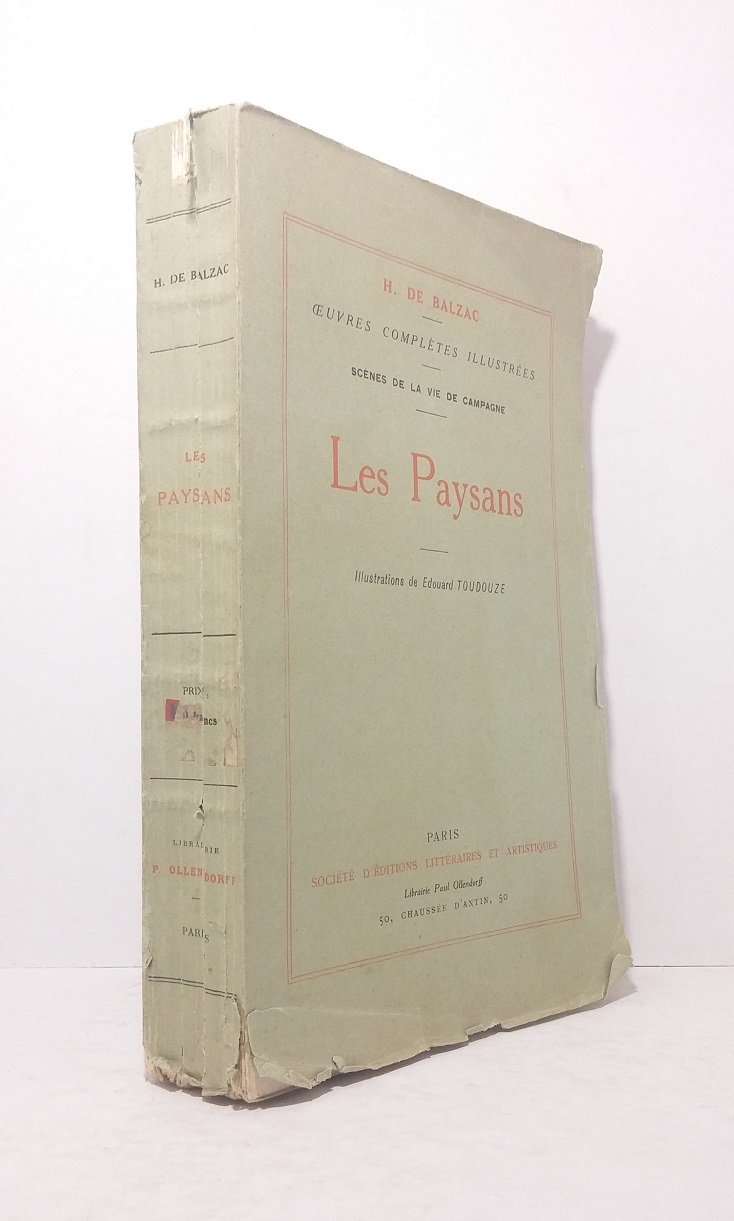 H. DE BALZAC
LES
PAYSANS
PRIX
LIBRAIRIE
P. OLLENDORFF
PARIS
H. DE BALZAC
ŒUVRES COMPLÈTES ILLUSTRÉES
SCÈNES DE LA VIE DE CAMPAGNE
Les Paysans
Illustrations de Edouard TOUDOUZE
PARIS
SOCIÉTÉ D'ÉDITIONS LITTÉRAIRES ET ARTISTIQUES
Librairie Paul Ollendorff
50, CHAUSSÉE D'ANTIN, 50